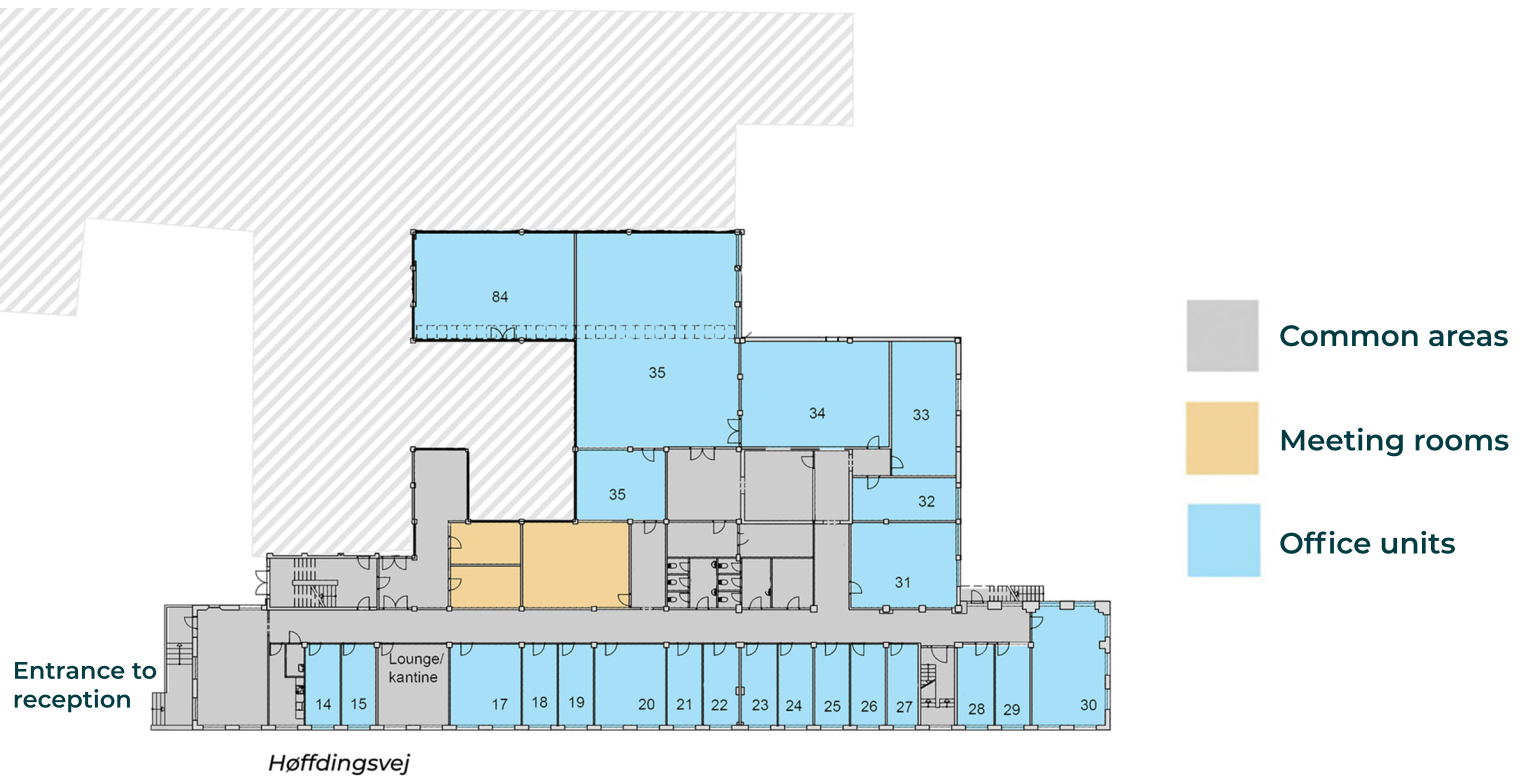 84
35
34
33
35
32
31
Common areas
Meeting rooms
Office units
Entrance to
reception
Lounge/
kantine
14
15
17
18
19
20
21
22
23
24
25
26
27
28
29
30
Høffdingsvej